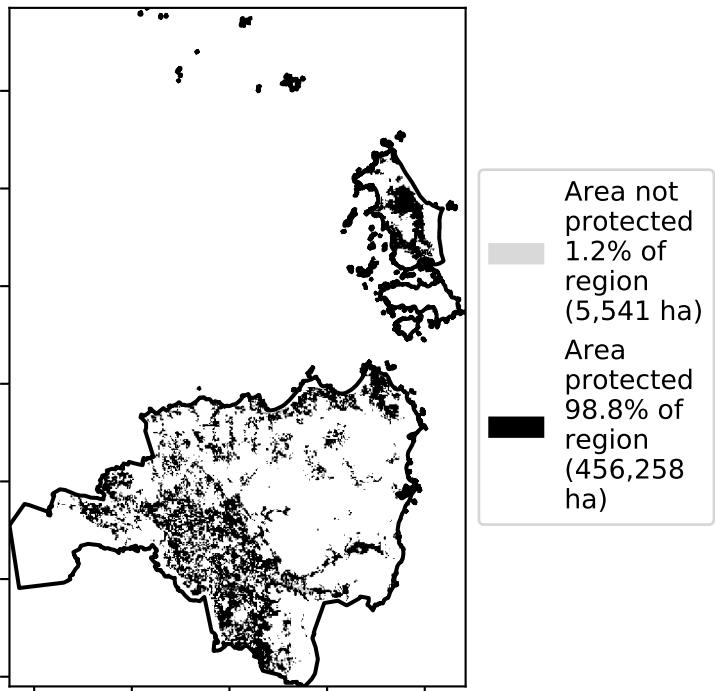 Area not
protected
1.2% of
region
(5,541 ha)
Area
protected
98.8% of
region
(456,258
ha)